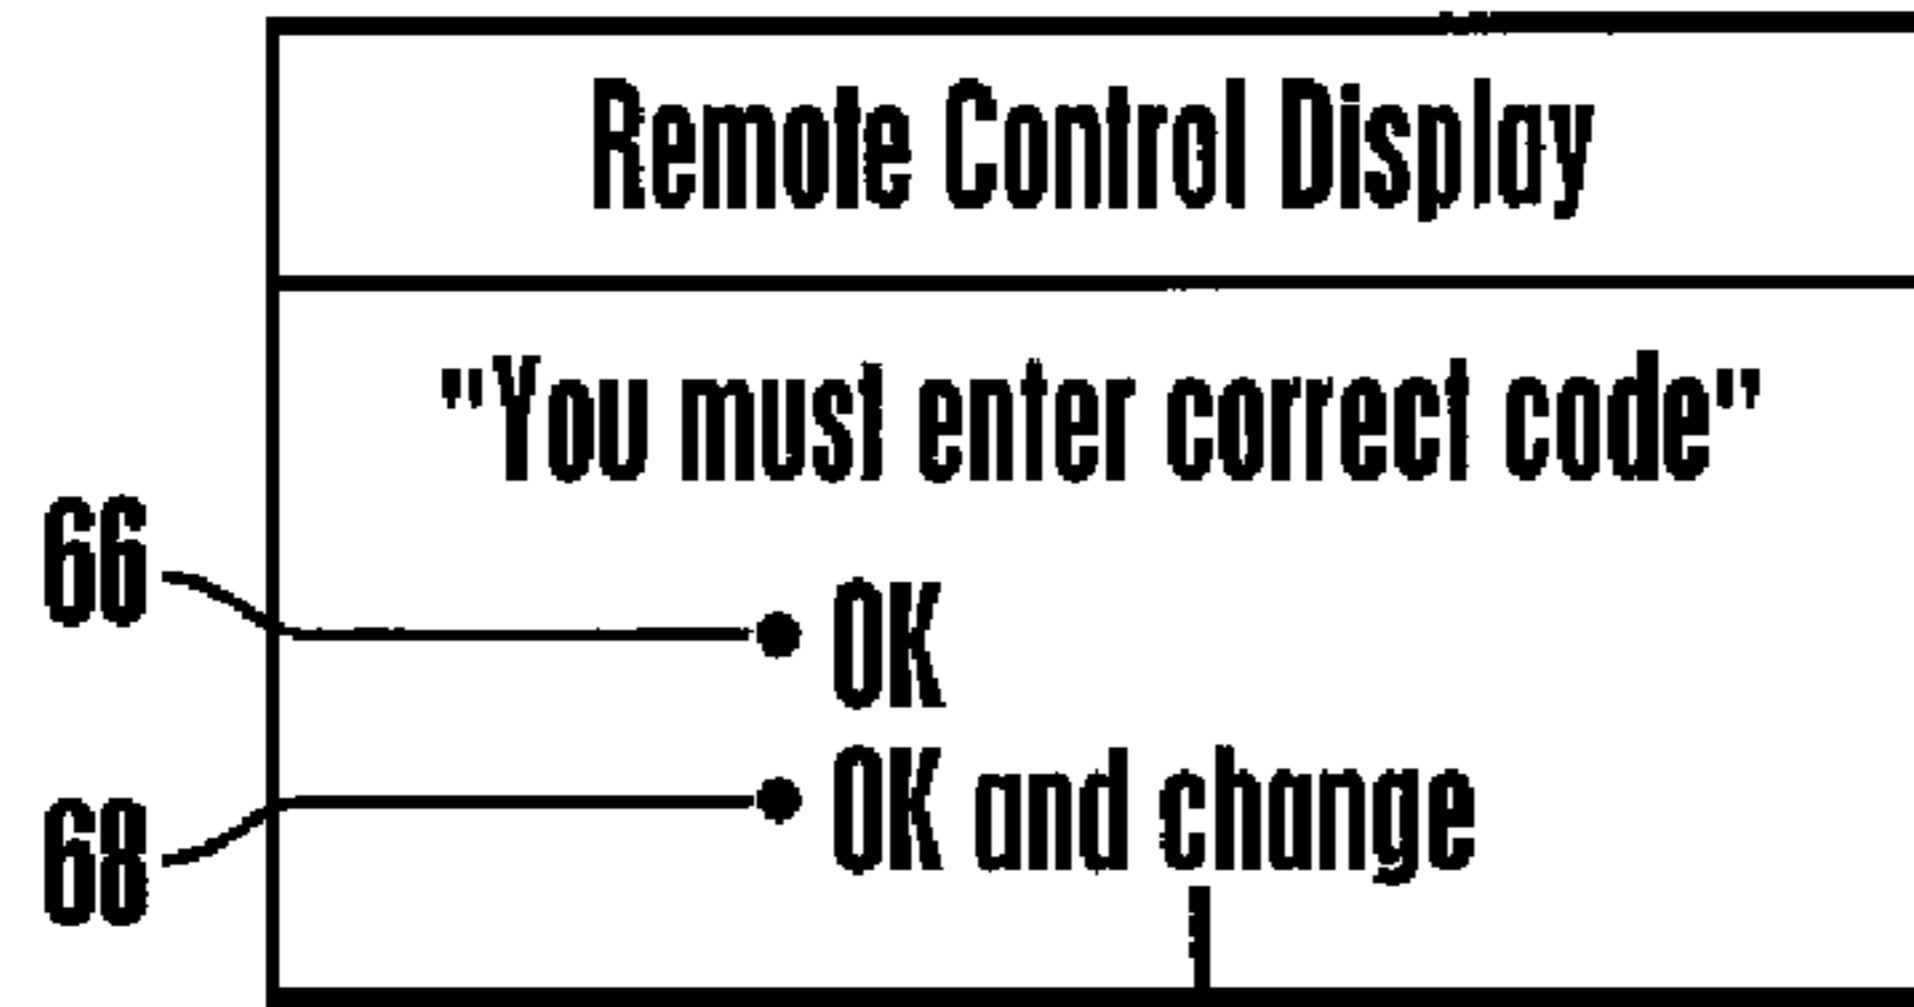 Remote Control Display
"You must enter correct code"
66
OK
68
OK and change